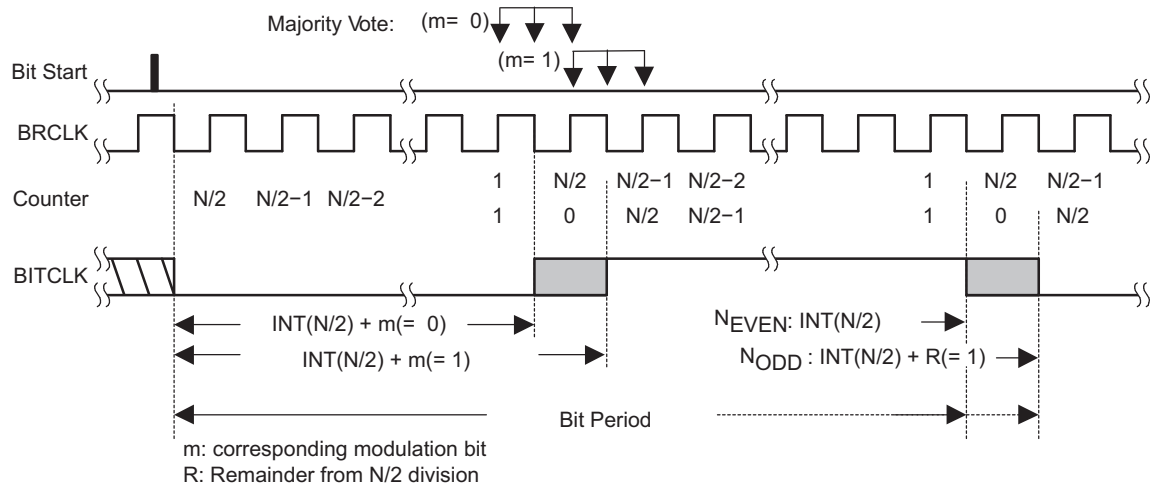 Majority Vote: (m= 0)
(m= 1)
Bit Start
BRCLK
Counter
N/2 N/2−1 N/2−2 1 N/2 N/2−1 N/2−2 1 N/2 N/2−1
1 0 N/2 N/2−1 1 0 N/2
BITCLK
INT(N/2) + m(= 0) NEVEN: INT(N/2)
INT(N/2) + m(= 1) NODD : INT(N/2) + R(= 1)
Bit Period
m: corresponding modulation bit
R: Remainder from N/2 division